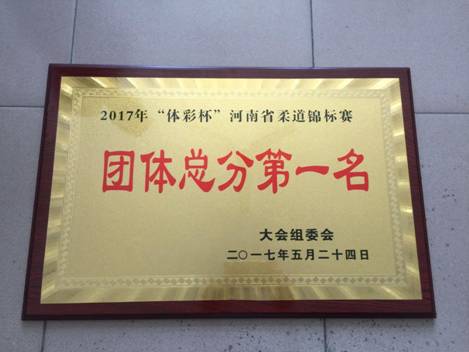 2017年“体彩杯”河南省柔道锦标赛
团体总分第一名
大会组委会
二〇一七年五月二十四日